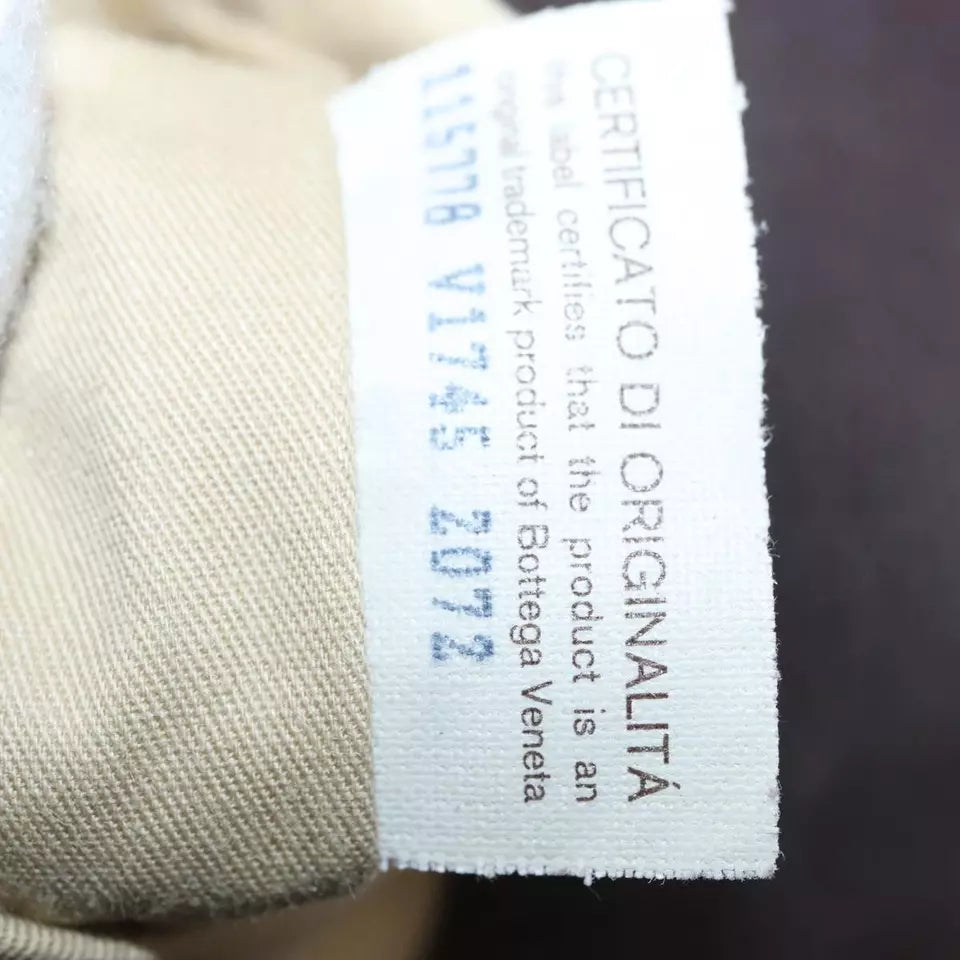 CERTIFICATO DI ORIGINALITÁ
this label certifies that the product is an
original trademark product of Bottega Veneta
115778 V1745 2072